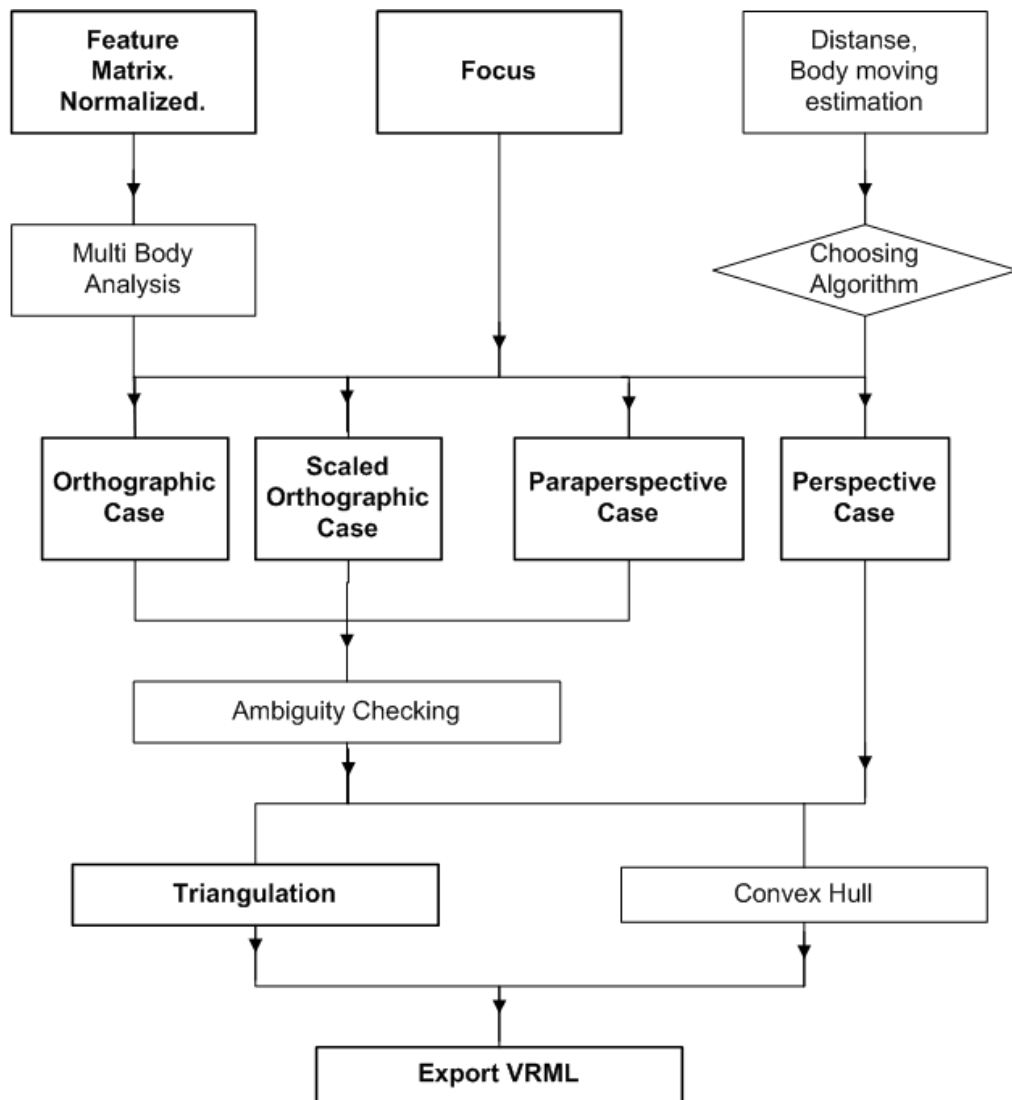 Feature
Matrix.
Normalized.
Focus
Distanse,
Body moving
estimation
Multi Body
Analysis
Choosing
Algorithm
Orthographic
Case
Scaled
Orthographic
Case
Paraperspective
Case
Perspective
Case
Ambiguity Checking
Triangulation
Convex Hull
Export VRML